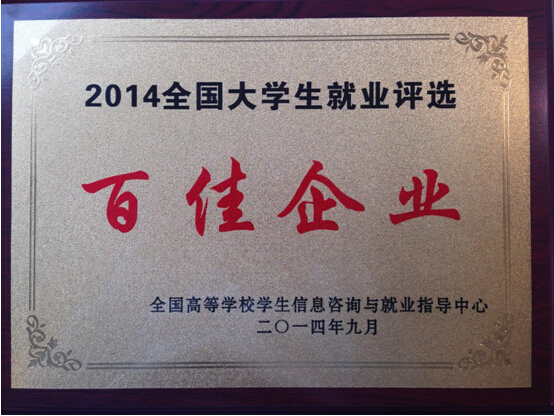 2014全国大学生就业评选
百佳企业
全国高等学校学生信息咨询与就业指导中心
二〇一四年九月